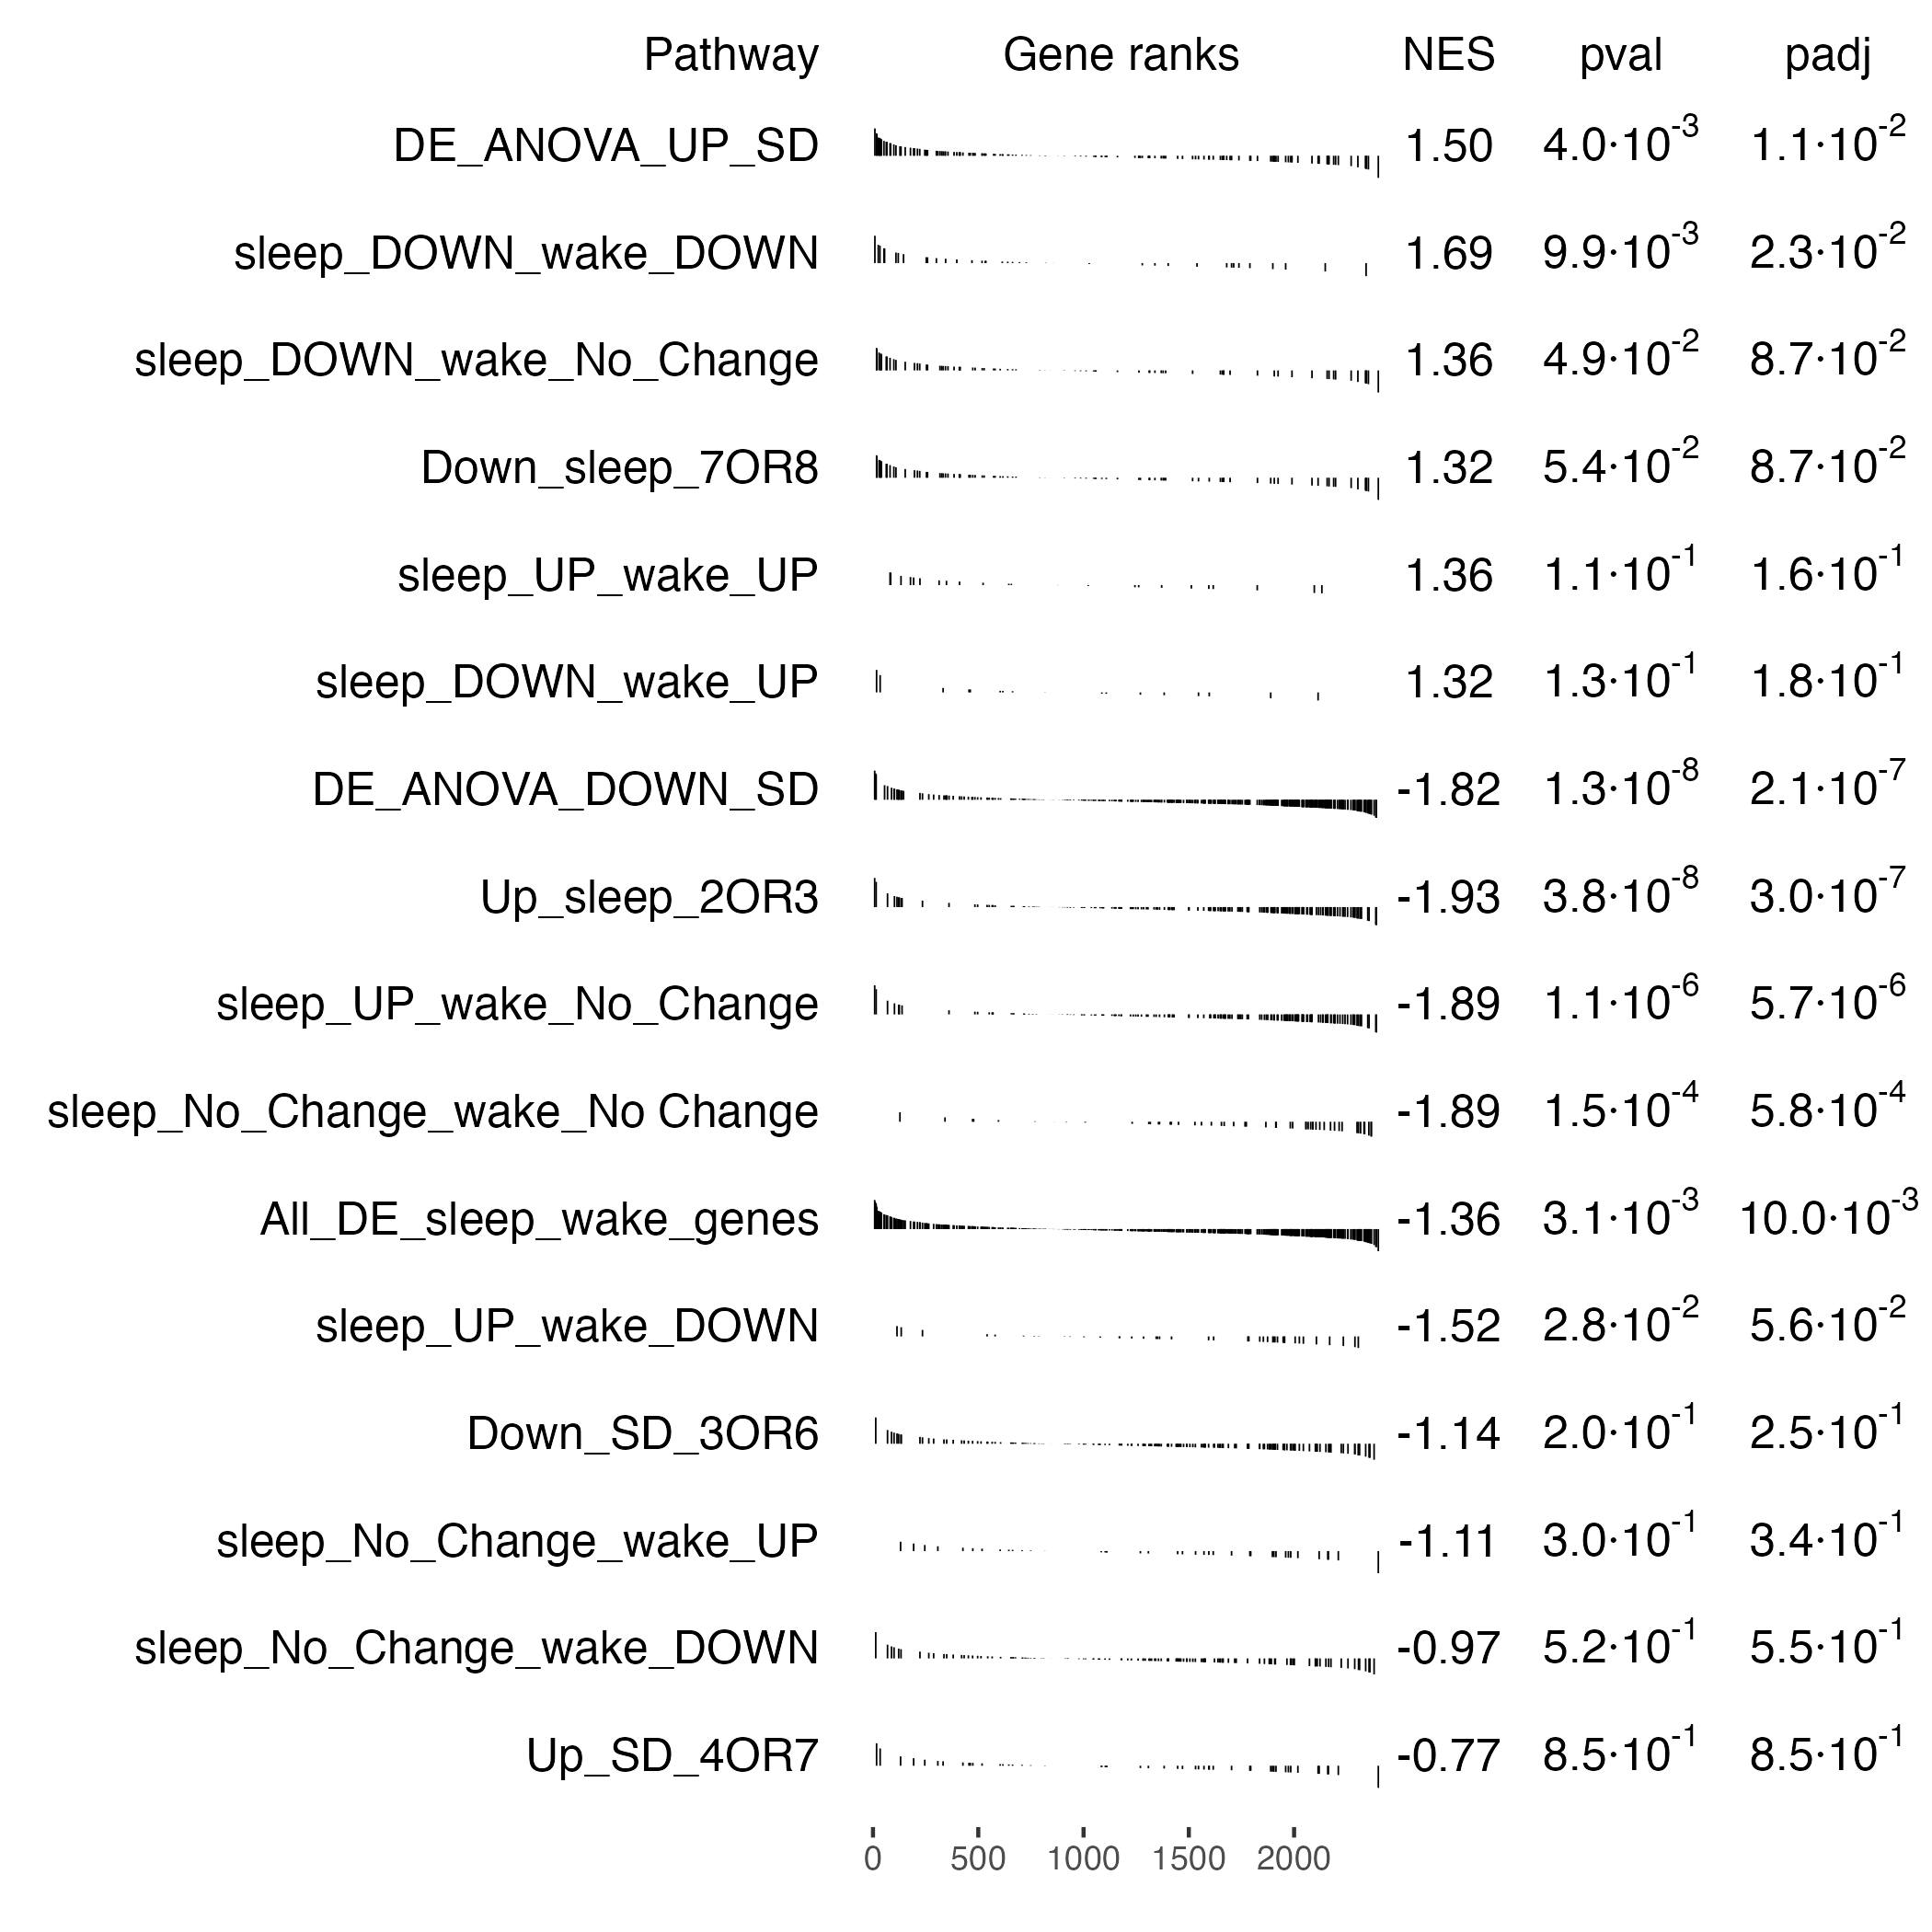 Pathway Gene ranks NES pval padj
DE_ANOVA_UP_SD 1.50 4.0·10⁻³ 1.1·10⁻²
sleep_DOWN_wake_DOWN 1.69 9.9·10⁻³ 2.3·10⁻²
sleep_DOWN_wake_No_Change 1.36 4.9·10⁻² 8.7·10⁻²
Down_sleep_7OR8 1.32 5.4·10⁻² 8.7·10⁻²
sleep_UP_wake_UP 1.36 1.1·10⁻¹ 1.6·10⁻¹
sleep_DOWN_wake_UP 1.32 1.3·10⁻¹ 1.8·10⁻¹
DE_ANOVA_DOWN_SD -1.82 1.3·10⁻⁸ 2.1·10⁻⁷
Up_sleep_2OR3 -1.93 3.8·10⁻⁸ 3.0·10⁻⁷
sleep_UP_wake_No_Change -1.89 1.1·10⁻⁶ 5.7·10⁻⁶
sleep_No_Change_wake_No Change -1.89 1.5·10⁻⁴ 5.8·10⁻⁴
All_DE_sleep_wake_genes -1.36 3.1·10⁻³ 10.0·10⁻³
sleep_UP_wake_DOWN -1.52 2.8·10⁻² 5.6·10⁻²
Down_SD_3OR6 -1.14 2.0·10⁻¹ 2.5·10⁻¹
sleep_No_Change_wake_UP -1.11 3.0·10⁻¹ 3.4·10⁻¹
sleep_No_Change_wake_DOWN -0.97 5.2·10⁻¹ 5.5·10⁻¹
Up_SD_4OR7 -0.77 8.5·10⁻¹ 8.5·10⁻¹
0 500 1000 1500 2000